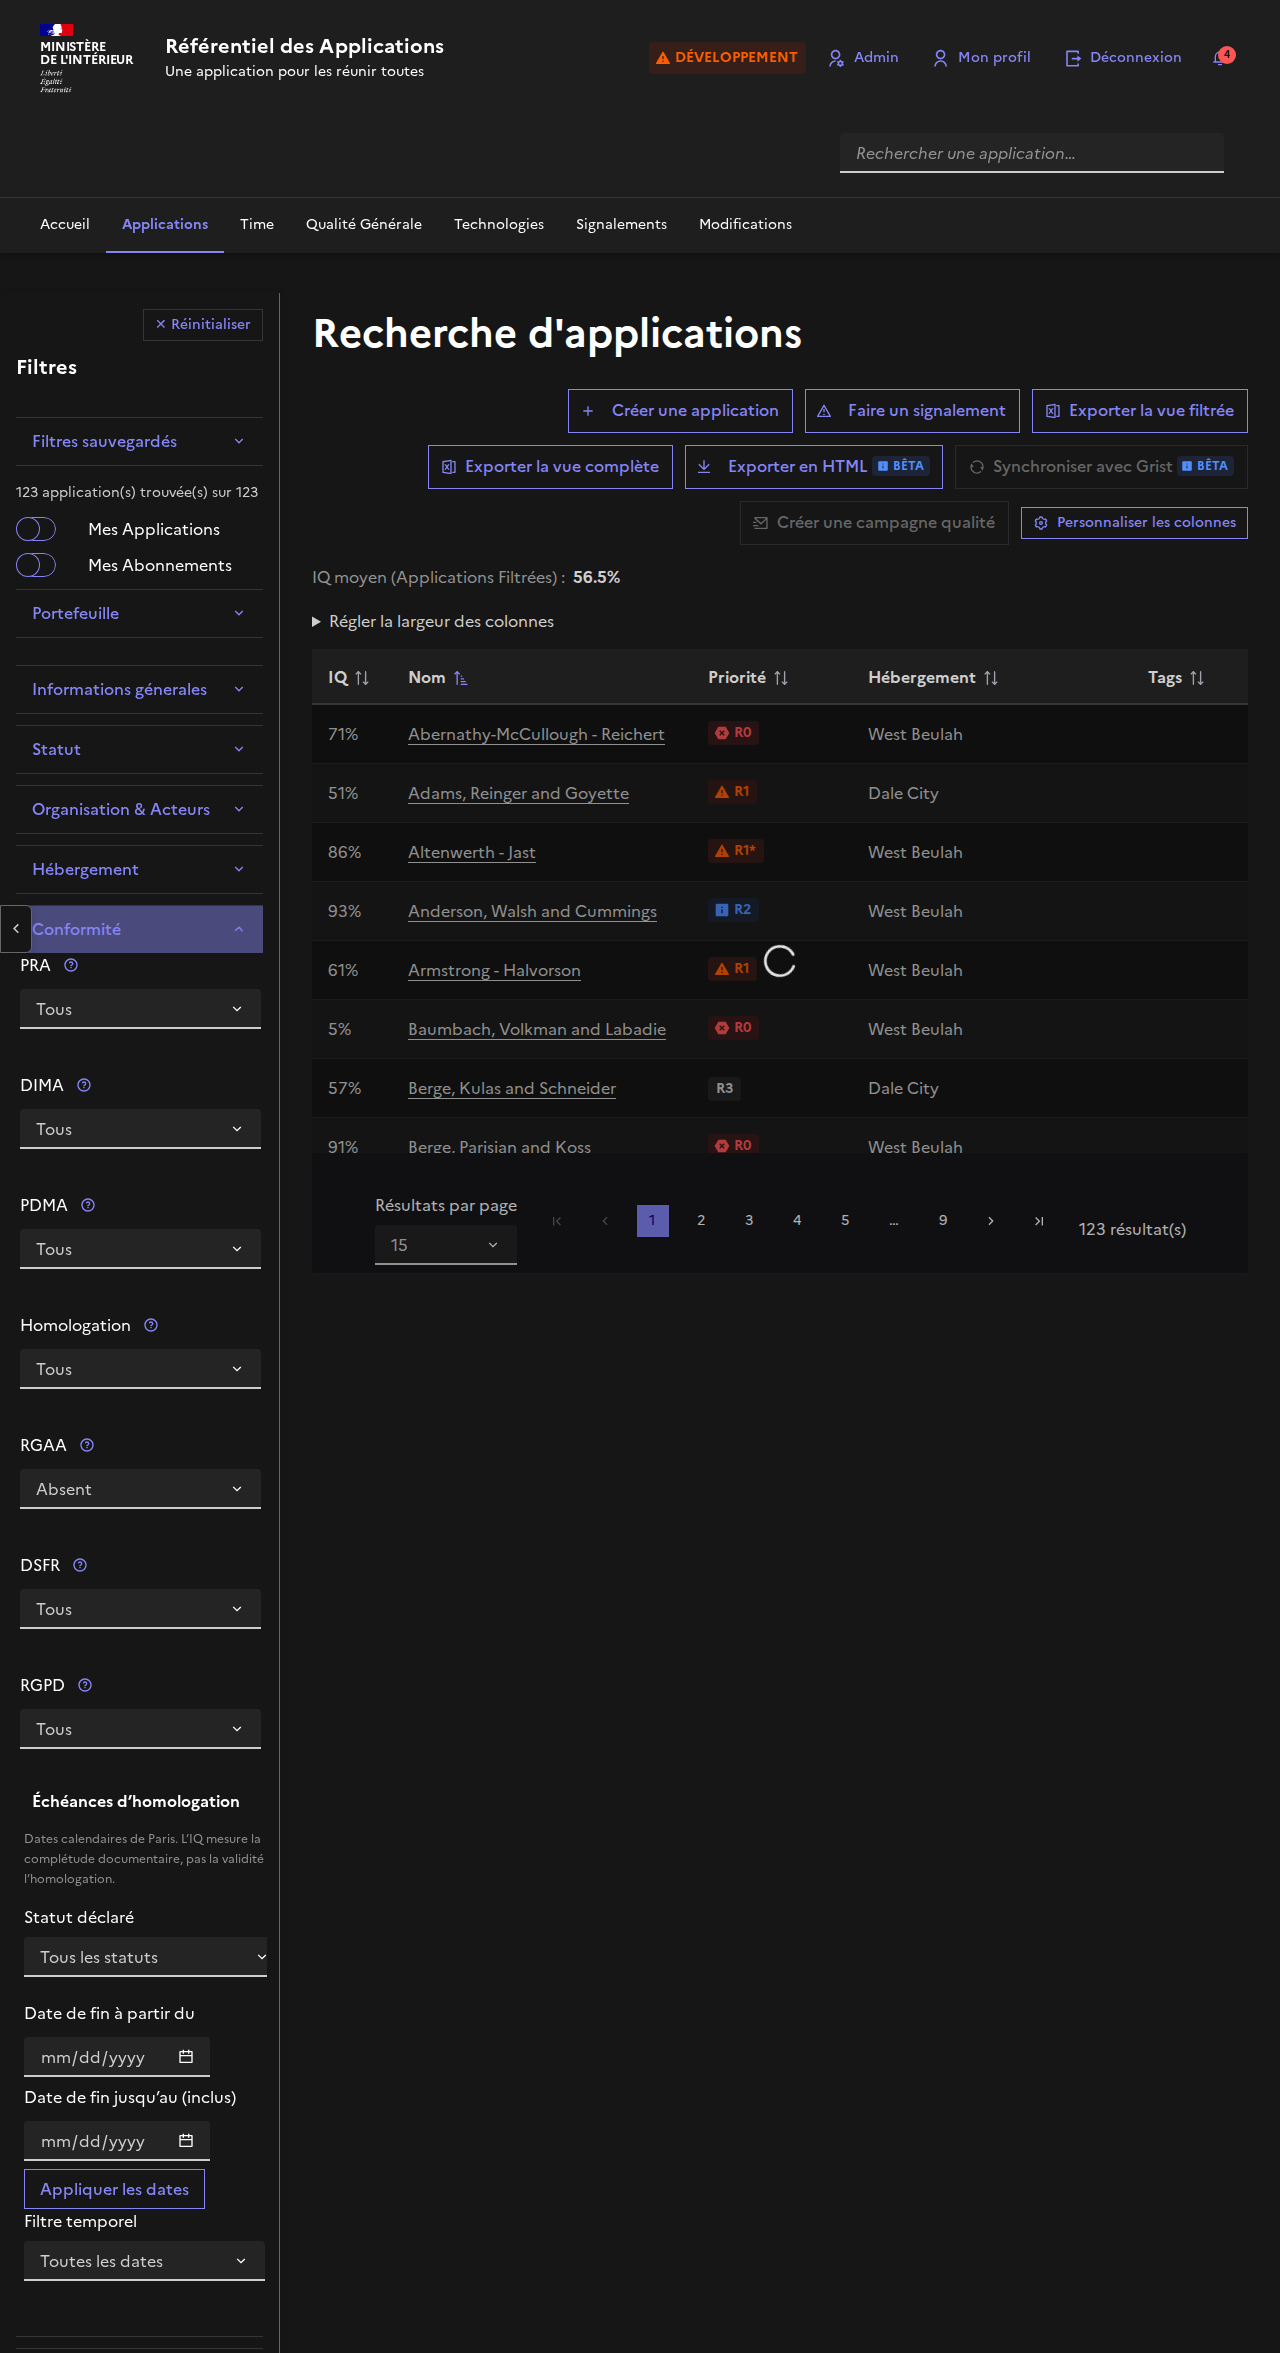 MINISTÈRE
DE L'INTÉRIEUR
Liberté
Égalité
Fraternité
Référentiel des Applications
Une application pour les réunir toutes
DÉVELOPPEMENT
Admin
Mon profil
Déconnexion
4
Rechercher une application...
Accueil
Applications
Time
Qualité Générale
Technologies
Signalements
Modifications
Réinitialiser
Filtres
Filtres sauvegardés
123 application(s) trouvée(s) sur 123
Mes Applications
Mes Abonnements
Portefeuille
Informations génerales
Statut
Organisation & Acteurs
Hébergement
Conformité
PRA
Tous
DIMA
Tous
PDMA
Tous
Homologation
Tous
RGAA
Absent
DSFR
Tous
RGPD
Tous
Échéances d’homologation
Dates calendaires de Paris. L’IQ mesure la
complétude documentaire, pas la validité
l’homologation.
Statut déclaré
Tous les statuts
Date de fin à partir du
mm/dd/yyyy
Date de fin jusqu’au (inclus)
mm/dd/yyyy
Appliquer les dates
Filtre temporel
Toutes les dates
Recherche d'applications
Créer une application
Faire un signalement
Exporter la vue filtrée
Exporter la vue complète
Exporter en HTML BÊTA
Synchroniser avec Grist BÊTA
Créer une campagne qualité
Personnaliser les colonnes
IQ moyen (Applications Filtrées) : 56.5%
Régler la largeur des colonnes
IQ Nom Priorité Hébergement Tags
71% Abernathy-McCullough - Reichert R0 West Beulah
51% Adams, Reinger and Goyette R1 Dale City
86% Altenwerth - Jast R1* West Beulah
93% Anderson, Walsh and Cummings R2 West Beulah
61% Armstrong - Halvorson R1 West Beulah
5% Baumbach, Volkman and Labadie R0 West Beulah
57% Berge, Kulas and Schneider R3 Dale City
91% Berge, Parisian and Koss R0 West Beulah
Résultats par page
15
1 2 3 4 5 … 9
123 résultat(s)